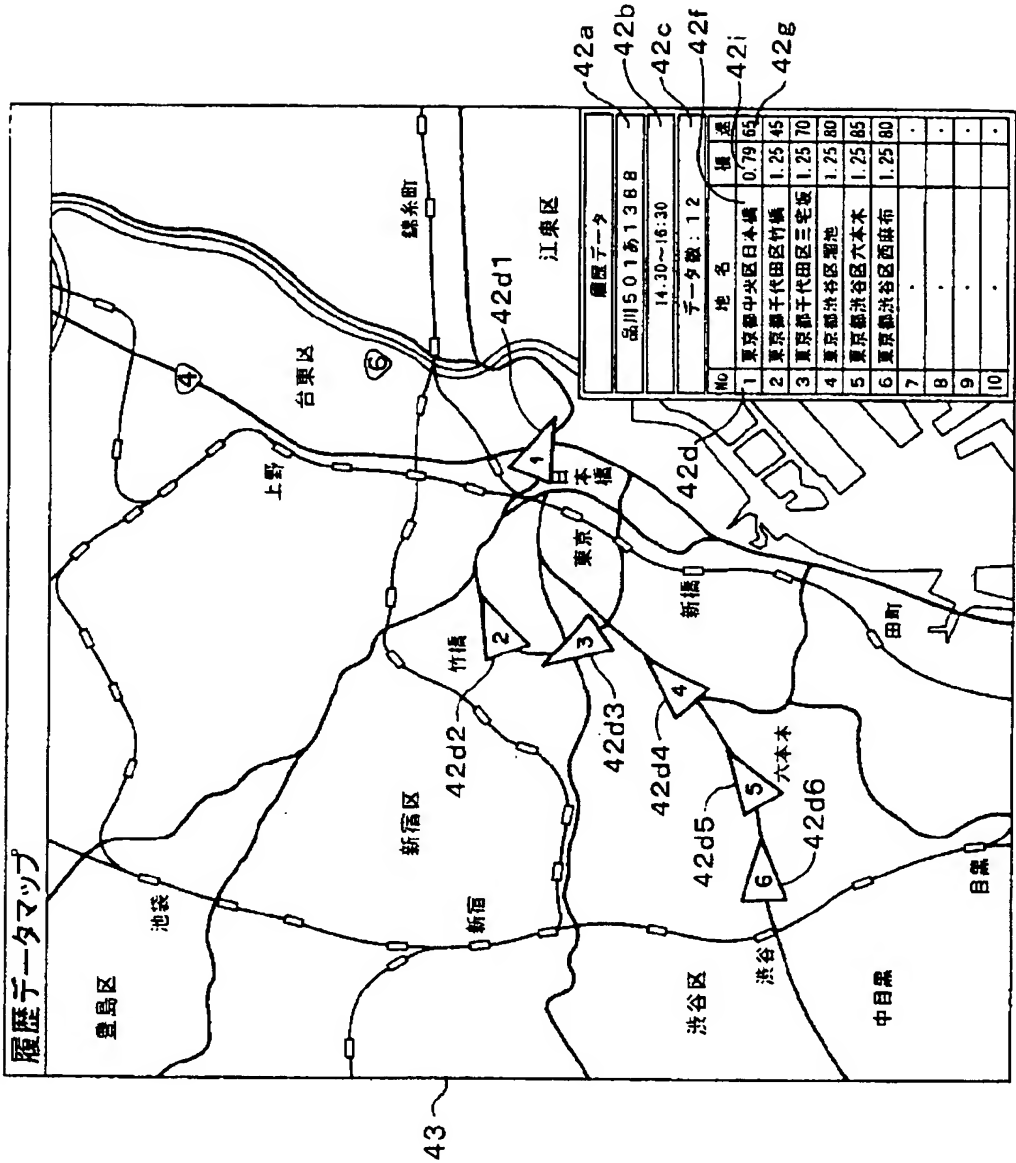 履歴データマップ
豊島区
池袋
新宿区
新宿
渋谷区
渋谷
中目黒
目黒
六本木
田町
新橋
東京
日本橋
竹橋
上野
台東区
錦糸町
江東区
4
6
1
2
3
4
5
6
43
42d1
42d2
42d3
42d4
42d5
42d6
42d
42a
42b
42c
42f
42i
42g
履歴データ
品川501あ1388
14.30~16:30
データ数:12
No 地名 横 速
1 東京都中央区日本橋 0.79 65
2 東京都千代田区竹橋 1.25 45
3 東京都千代田区三宅坂 1.25 70
4 東京都渋谷区溜池 1.25 80
5 東京都渋谷区六本木 1.25 85
6 東京都渋谷区西麻布 1.25 80
7 · · ·
8 · · ·
9 · · ·
10 · · ·